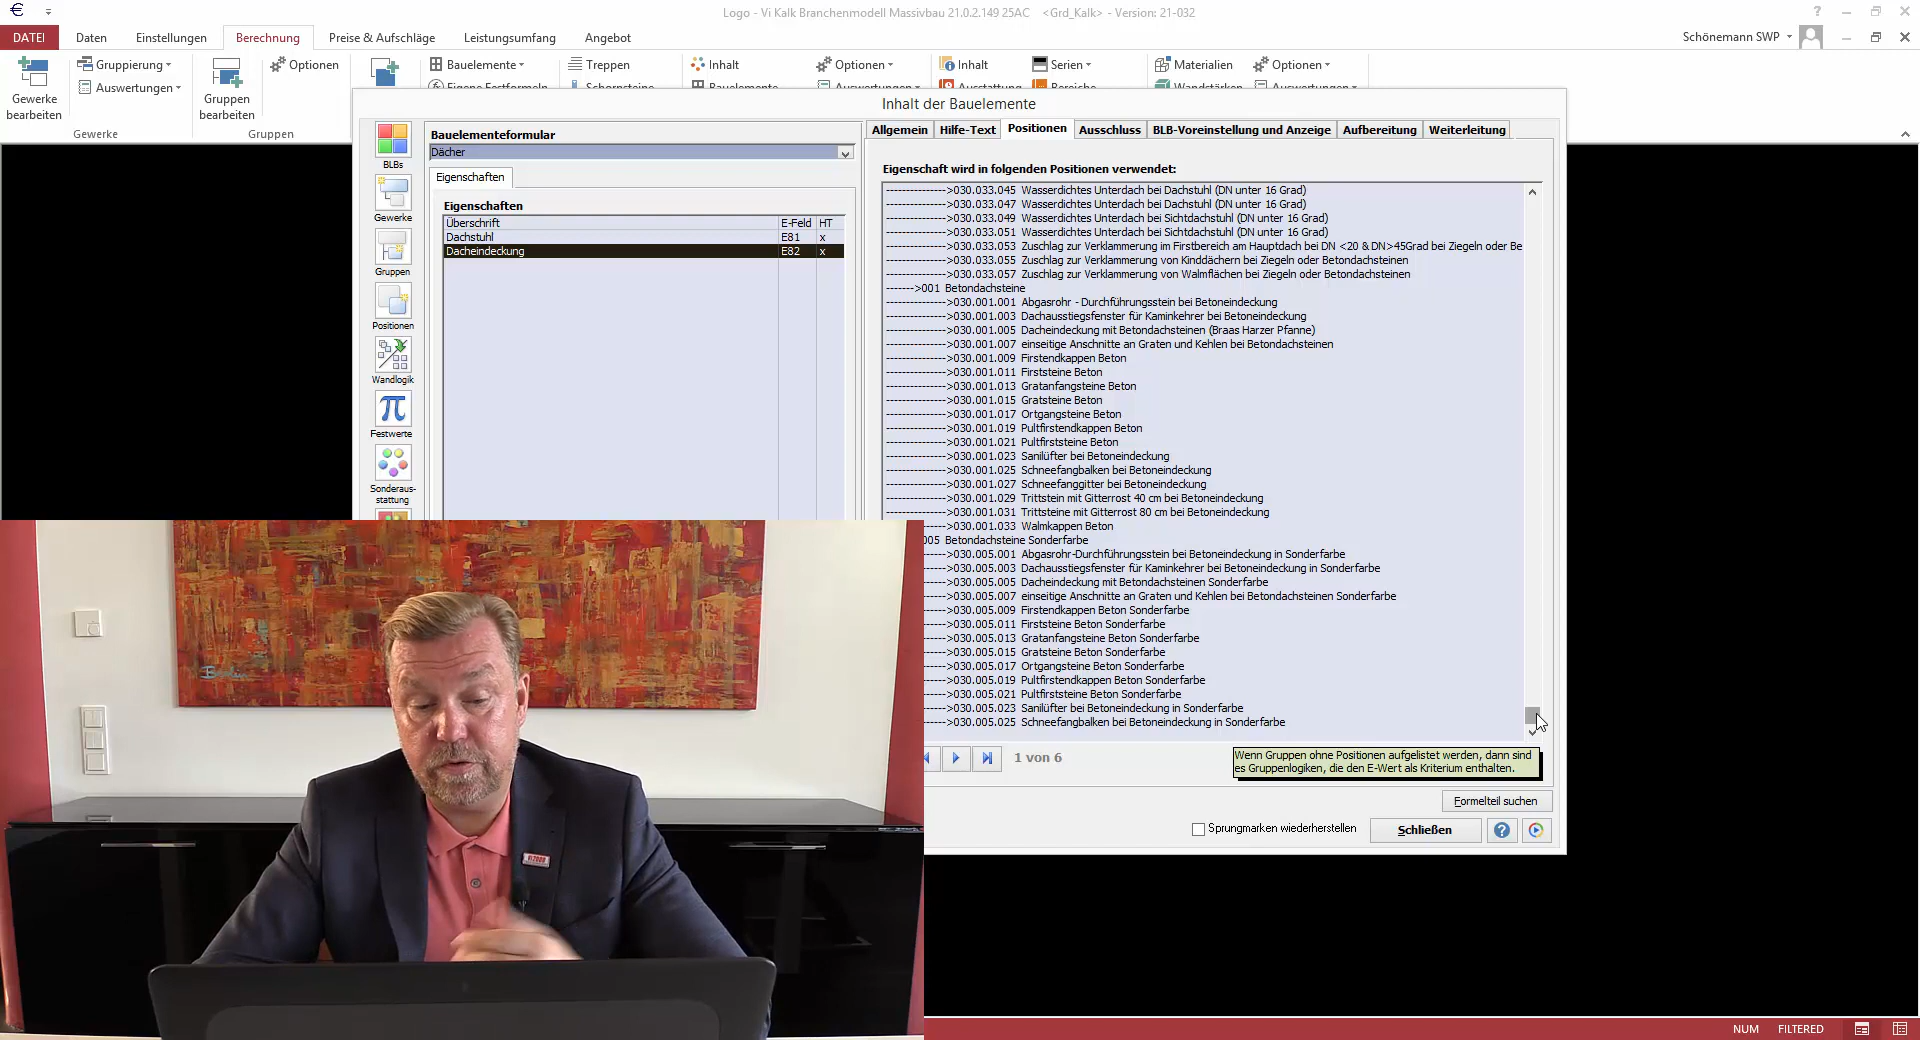 Logo - Vi Kalk Branchenmodell Massivbau 21.0.2.149 25AC <Grd_Kalk> - Version: 21-032
DATEI Daten Einstellungen Berechnung Preise & Aufschläge Leistungsumfang Angebot Schönemann SWP
Gewerke bearbeiten
Gruppierung
Auswertungen
Gewerke
Gruppen bearbeiten
Optionen
Gruppen
Bauelemente
Eigene Festformeln
Treppen
Schornsteine
Inhalt
Bauelemente
Optionen
Auswertungen
Inhalt
Ausstattung
Serien
Bereiche
Materialien
Wandstärken
Optionen
Auswertungen
Inhalt der Bauelemente
BLBs
Gewerke
Gruppen
Positionen
Wandlogik
Festwerte
Sonderaus-
stattung
Bauelementeformular
Dächer
Eigenschaften
Eigenschaften
Überschrift E-Feld HT
Dachstuhl E81 x
Dacheindeckung E82 x
Allgemein Hilfe-Text Positionen Ausschluss BLB-Voreinstellung und Anzeige Aufbereitung Weiterleitung
Eigenschaft wird in folgenden Positionen verwendet:
--------------->030.033.045 Wasserdichtes Unterdach bei Dachstuhl (DN unter 16 Grad)
--------------->030.033.047 Wasserdichtes Unterdach bei Dachstuhl (DN unter 16 Grad)
--------------->030.033.049 Wasserdichtes Unterdach bei Sichtdachstuhl (DN unter 16 Grad)
--------------->030.033.051 Wasserdichtes Unterdach bei Sichtdachstuhl (DN unter 16 Grad)
--------------->030.033.053 Zuschlag zur Verklammerung im Firstbereich am Hauptdach bei DN <20 & DN>45Grad bei Ziegeln oder Be
--------------->030.033.055 Zuschlag zur Verklammerung von Kinddächern bei Ziegeln oder Betondachsteinen
--------------->030.033.057 Zuschlag zur Verklammerung von Walmflächen bei Ziegeln oder Betondachsteinen
------->001 Betondachsteine
--------------->030.001.001 Abgasrohr - Durchführungsstein bei Betoneindeckung
--------------->030.001.003 Dachausstiegsfenster für Kaminkehrer bei Betoneindeckung
--------------->030.001.005 Dacheindeckung mit Betondachsteinen (Braas Harzer Pfanne)
--------------->030.001.007 einseitige Anschnitte an Graten und Kehlen bei Betondachsteinen
--------------->030.001.009 Firstendkappen Beton
--------------->030.001.011 Firststeine Beton
--------------->030.001.013 Gratanfangsteine Beton
--------------->030.001.015 Gratsteine Beton
--------------->030.001.017 Ortgangsteine Beton
--------------->030.001.019 Pultfirstendkappen Beton
--------------->030.001.021 Pultfirststeine Beton
--------------->030.001.023 Sanilüfter bei Betoneindeckung
--------------->030.001.025 Schneefangbalken bei Betoneindeckung
--------------->030.001.027 Schneefanggitter bei Betoneindeckung
--------------->030.001.029 Trittstein mit Gitterrost 40 cm bei Betoneindeckung
--------------->030.001.031 Trittsteine mit Gitterrost 80 cm bei Betoneindeckung
--------------->030.001.033 Walmkappen Beton
005 Betondachsteine Sonderfarbe
----->030.005.001 Abgasrohr-Durchführungsstein bei Betoneindeckung in Sonderfarbe
----->030.005.003 Dachausstiegsfenster für Kaminkehrer bei Betoneindeckung in Sonderfarbe
----->030.005.005 Dacheindeckung mit Betondachsteinen Sonderfarbe
----->030.005.007 einseitige Anschnitte an Graten und Kehlen bei Betondachsteinen Sonderfarbe
----->030.005.009 Firstendkappen Beton Sonderfarbe
----->030.005.011 Firststeine Beton Sonderfarbe
----->030.005.013 Gratanfangsteine Beton Sonderfarbe
----->030.005.015 Gratsteine Beton Sonderfarbe
----->030.005.017 Ortgangsteine Beton Sonderfarbe
----->030.005.019 Pultfirstendkappen Beton Sonderfarbe
----->030.005.021 Pultfirststeine Beton Sonderfarbe
----->030.005.023 Sanilüfter bei Betoneindeckung in Sonderfarbe
----->030.005.025 Schneefangbalken bei Betoneindeckung in Sonderfarbe
1 von 6
Wenn Gruppen ohne Positionen aufgelistet werden, dann sind
es Gruppenlogiken, die den E-Wert als Kriterium enthalten.
Formelteil suchen
Sprungmarken wiederherstellen
Schließen
NUM FILTERED